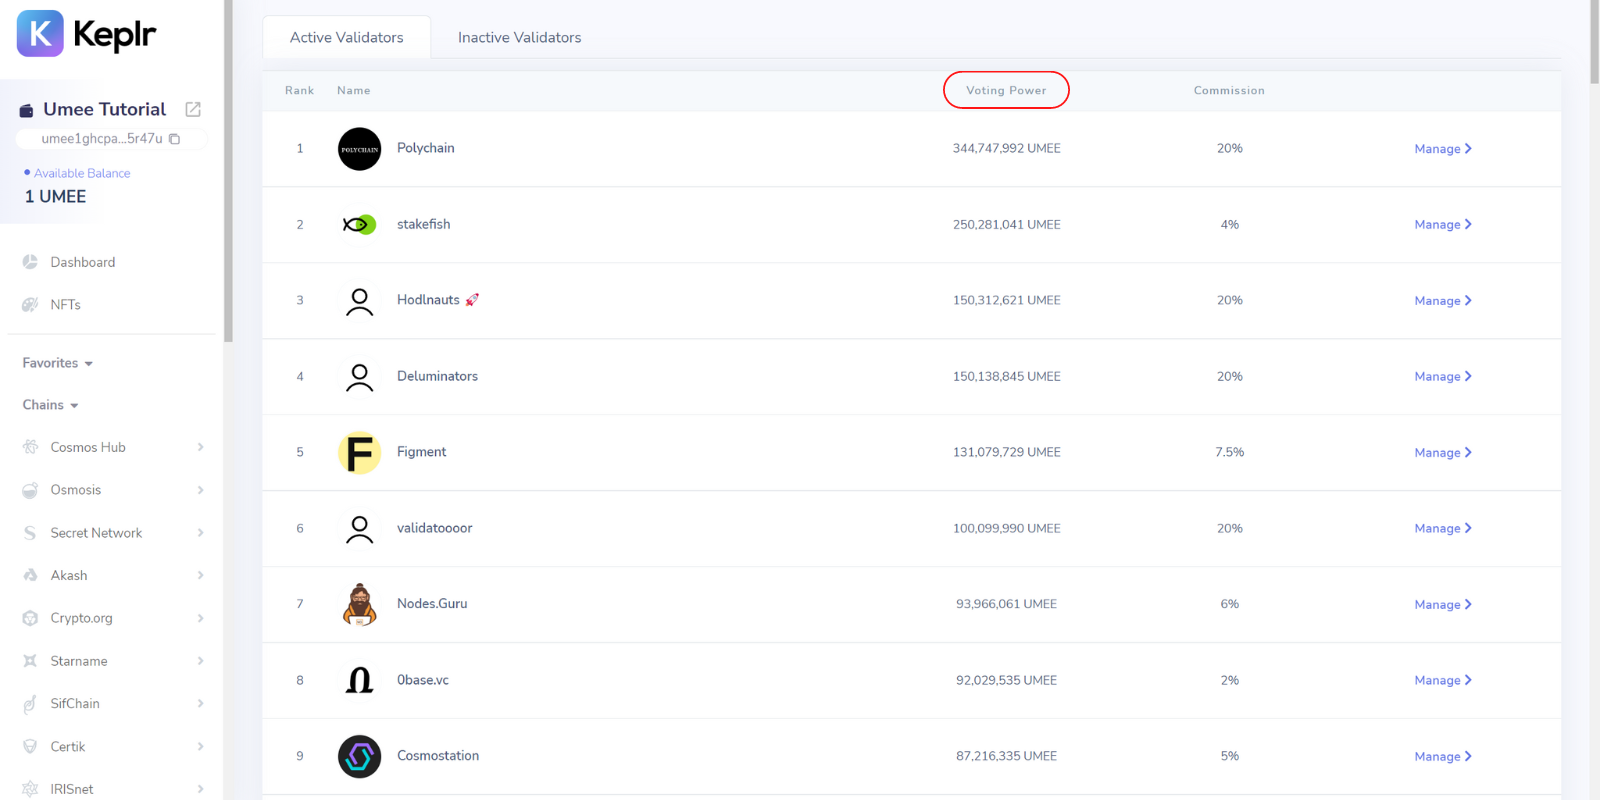 K Keplr
Umee Tutorial
umee1ghcpa...5r47u
Available Balance
1 UMEE
Dashboard
NFTs
Favorites
Chains
Cosmos Hub
Osmosis
Secret Network
Akash
Crypto.org
Starname
SifChain
Certik
IRISnet
Active Validators Inactive Validators
Rank Name Voting Power Commission
1 POLYCHAIN Polychain 344,747,992 UMEE 20% Manage
2 stakefish 250,281,041 UMEE 4% Manage
3 Hodlnauts 🚀 150,312,621 UMEE 20% Manage
4 Deluminators 150,138,845 UMEE 20% Manage
5 F Figment 131,079,729 UMEE 7.5% Manage
6 validatoooor 100,099,990 UMEE 20% Manage
7 Nodes.Guru 93,966,061 UMEE 6% Manage
8 0base.vc 92,029,535 UMEE 2% Manage
9 Cosmostation 87,216,335 UMEE 5% Manage